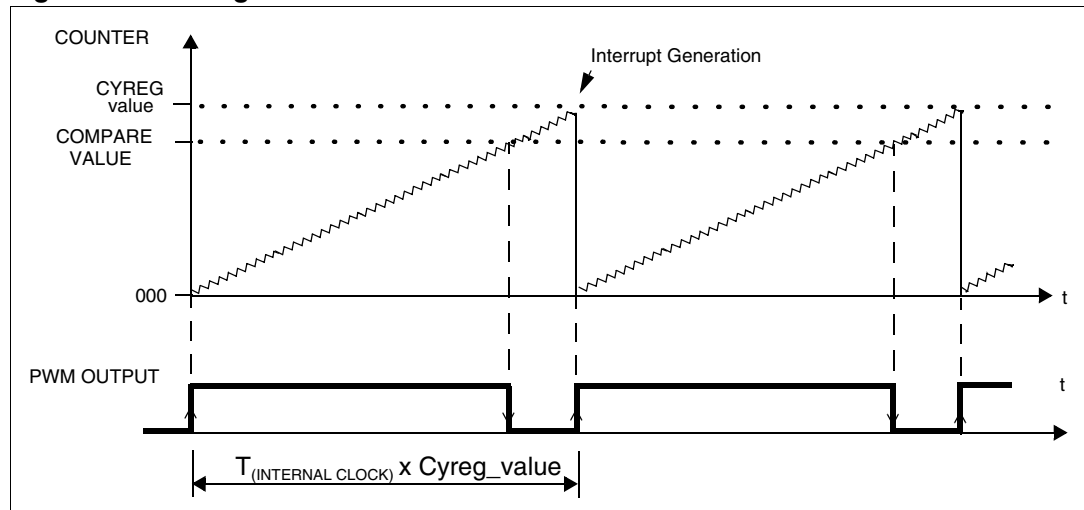 COUNTER
Interrupt Generation
CYREG
value
COMPARE
VALUE
000
t
PWM OUTPUT
t
T(INTERNAL CLOCK) x Cyreg_value